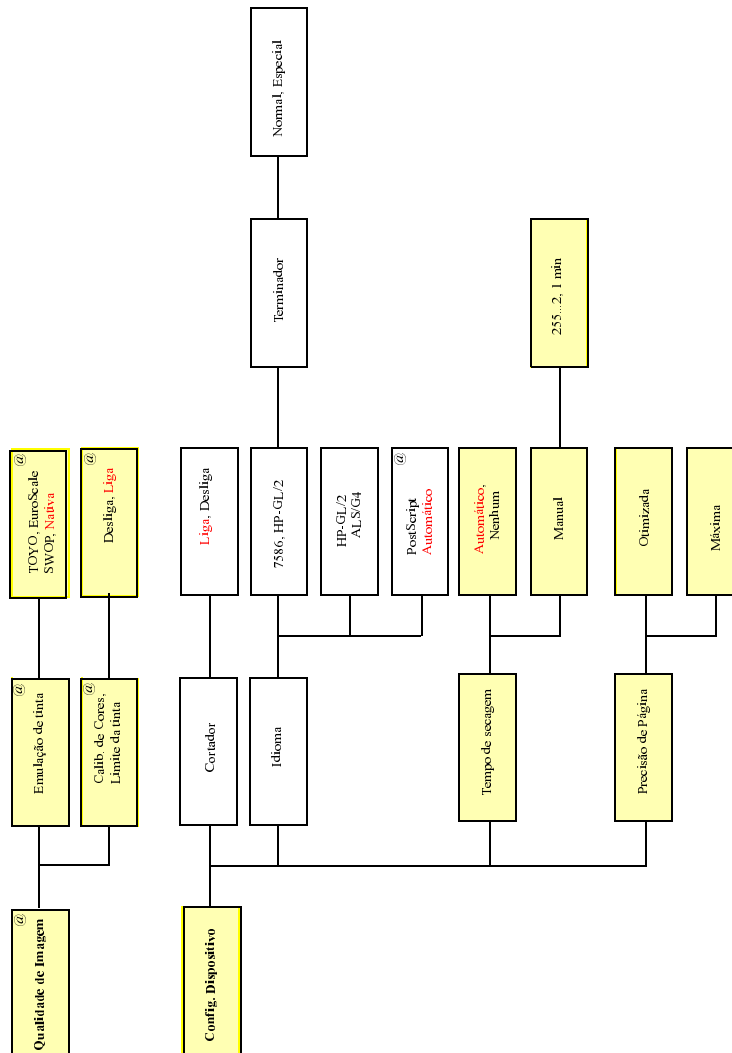 @
Qualidade de Imagem
@
Emulação de tinta
@
TOYO, EuroScale
SWOP, Nativa
@
Calib. de Cores,
Limite da tinta
@
Desliga, Liga
Config. Dispositivo
Cortador
Liga, Desliga
Idioma
7586, HP-GL/2
Terminador
Normal, Especial
HP-GL/2
ALS/G4
@
PostScript
Automático
Tempo de secagem
Automático,
Nenhum
Manual
255...2, 1 min
Precisão de Página
Otimizada
Máxima